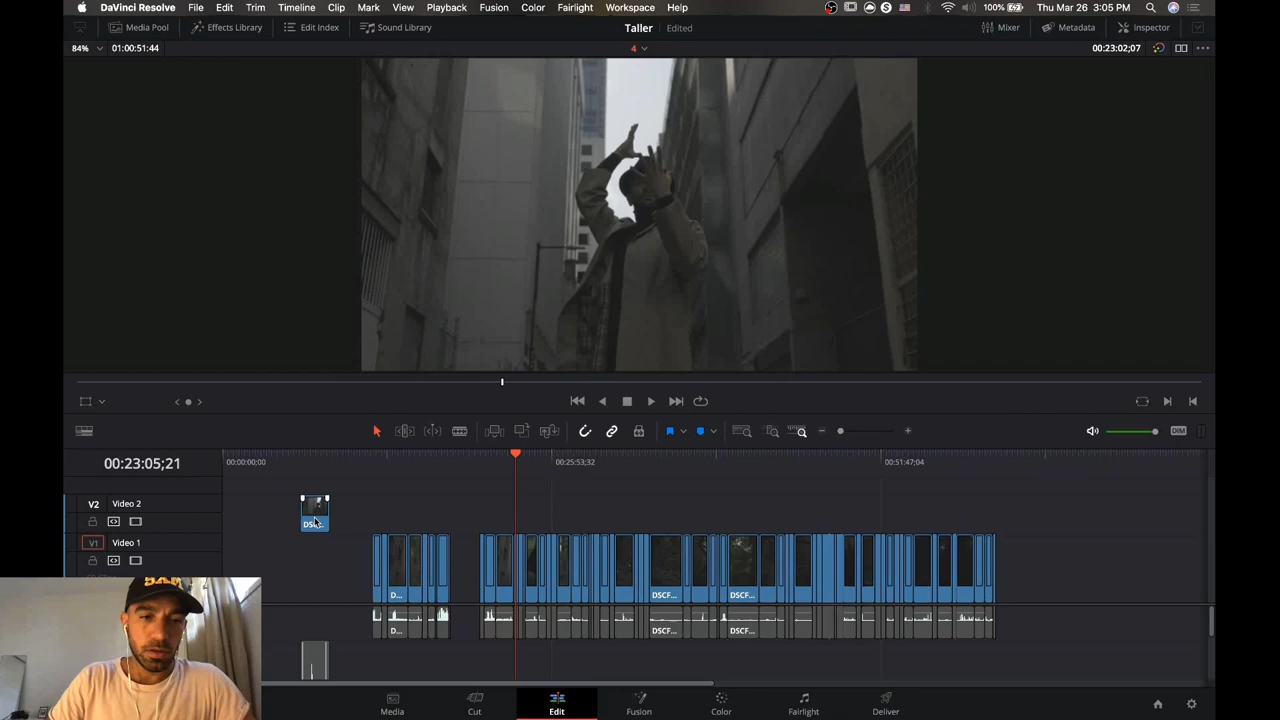 DaVinci Resolve File Edit Trim Timeline Clip Mark View Playback Fusion Color Fairlight Workspace Help 100% Thu Mar 26 3:05 PM
Media Pool Effects Library Edit Index Sound Library Taller Edited Mixer Metadata Inspector
84% 01:00:51:44 4 00:23:02;07
DIM
00:23:05;21 00:00:00;00 00:25:53;32 00:51:47;04
V2 Video 2
DSC...
V1 Video 1
D... DSCF... DSCF...
D... DSCF... DSCF...
Media Cut Edit Fusion Color Fairlight Deliver